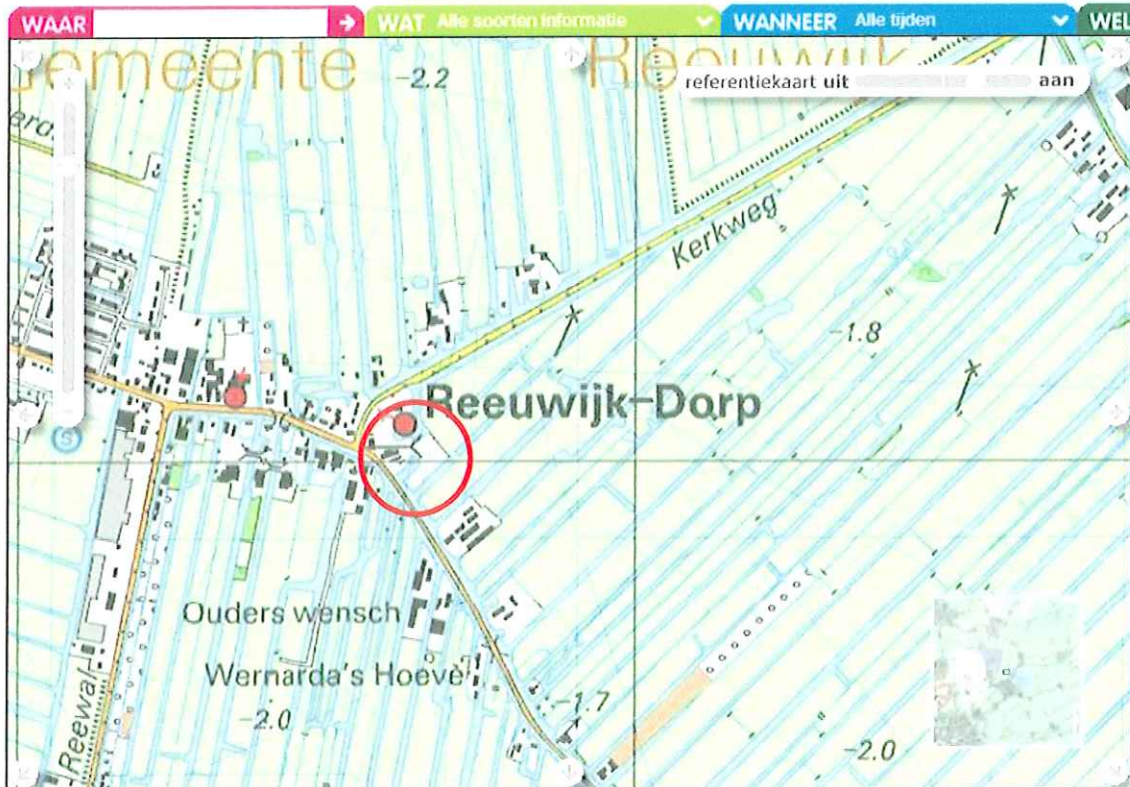 WAAR WAT Alle soorten informatie WANNEER Alle tijden WEL
Gemeente Reeuwijk
-2.2
referentiekaart uit aan
Kerkweg
-1.8
Reeuwijk-Dorp
S
Ouders wensch
Wernarda's Hoeve
-1.7
-2.0
Reewal
-2.0